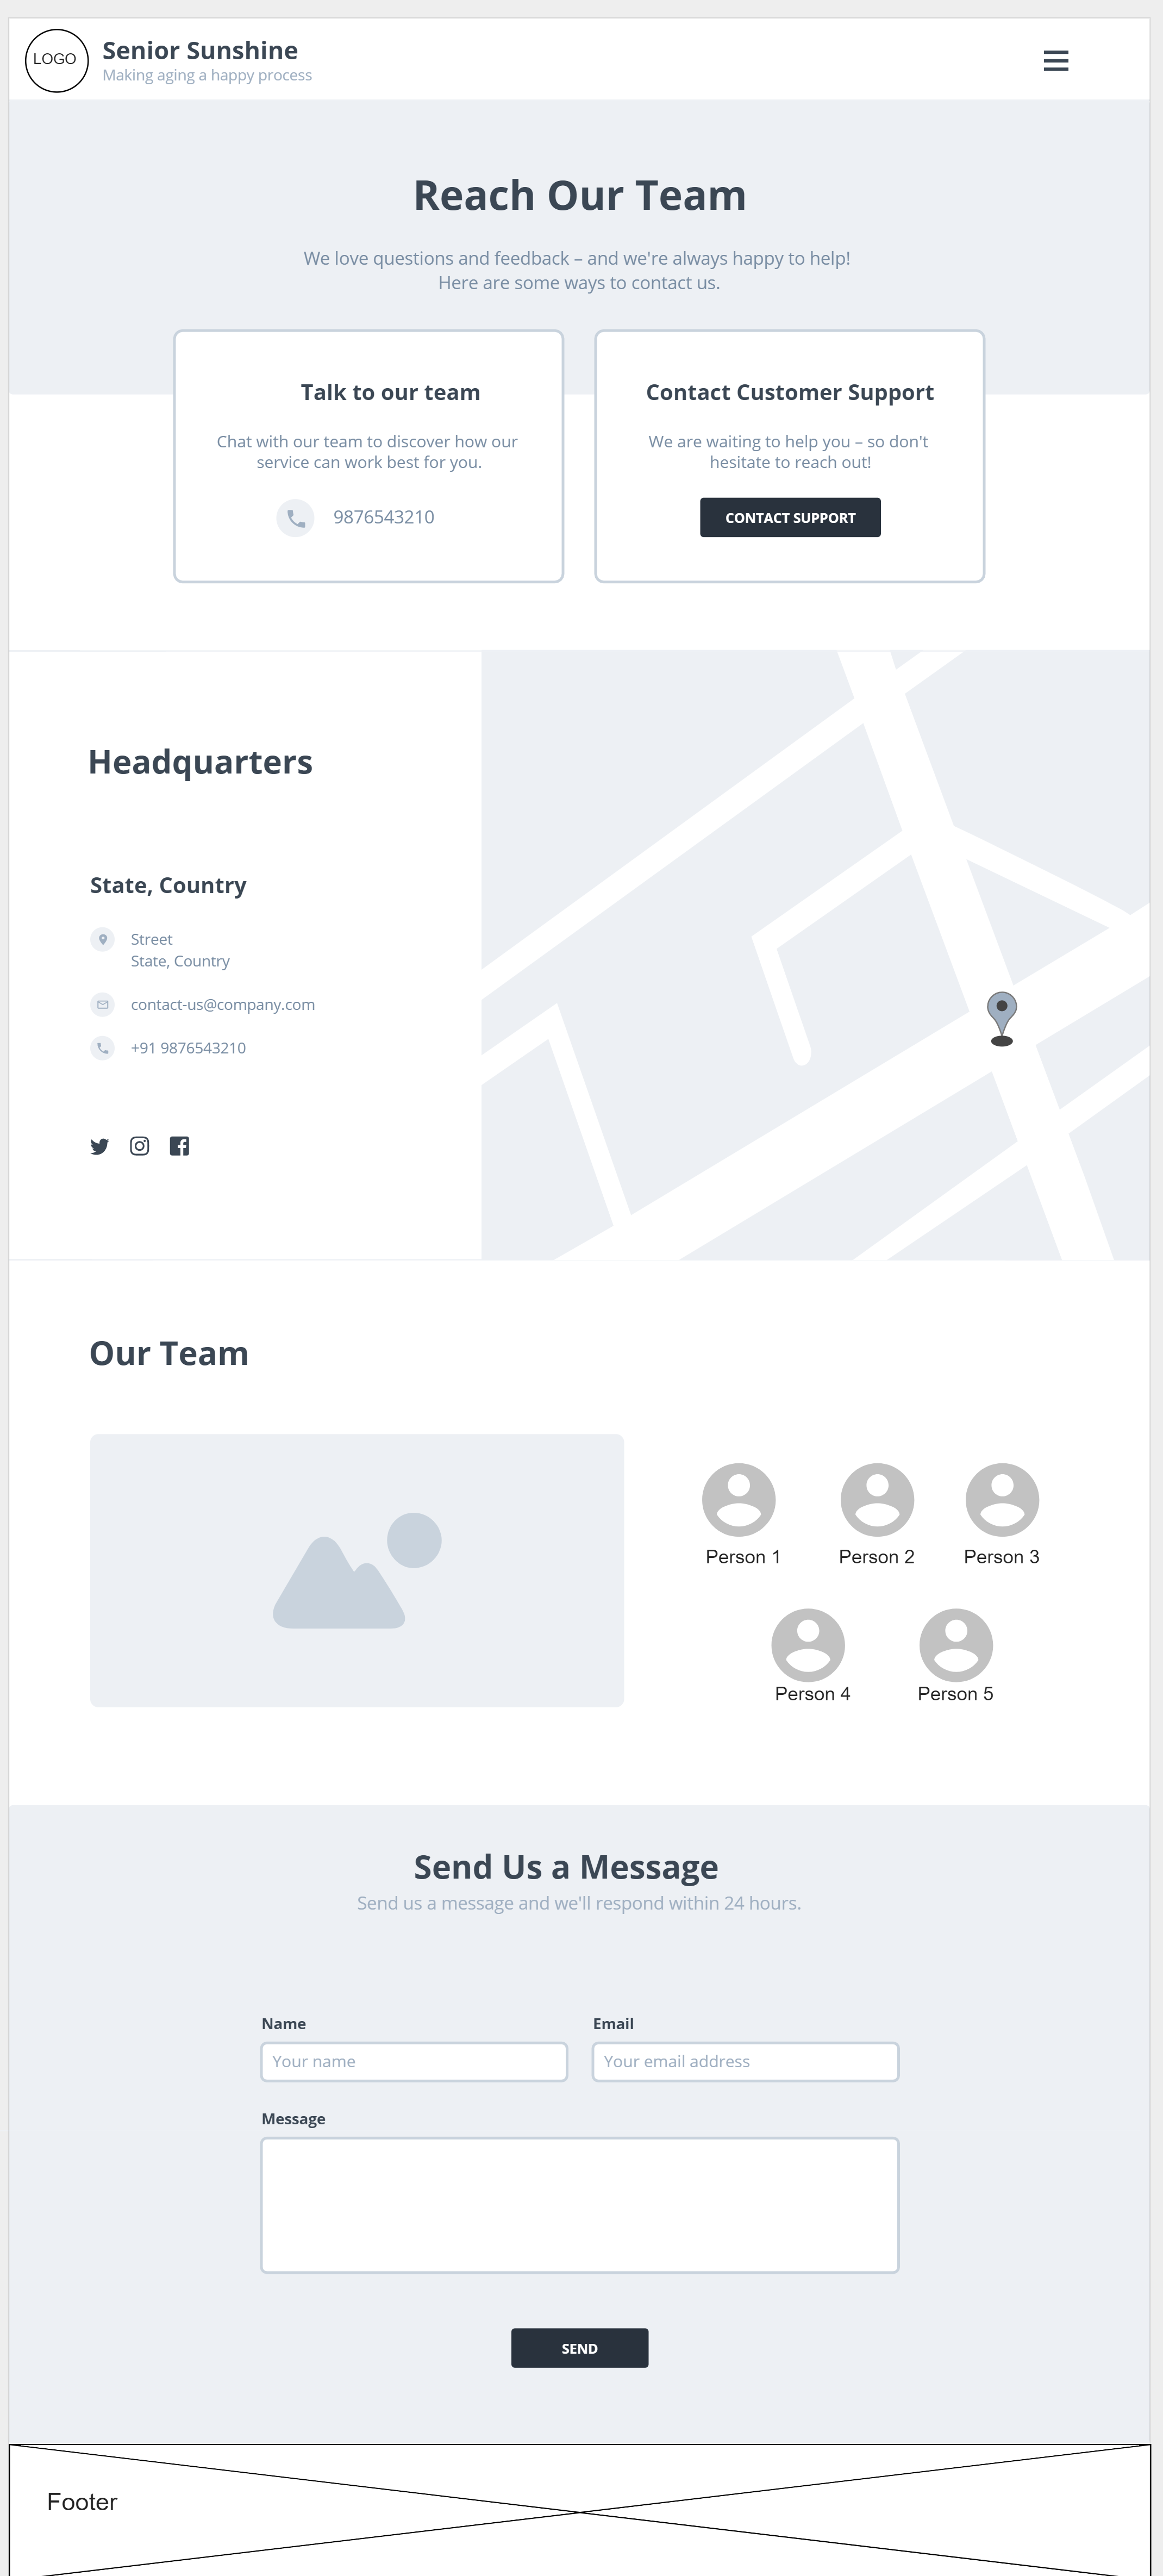 LOGO
Senior Sunshine
Making aging a happy process
Reach Our Team
We love questions and feedback – and we're always happy to help!
Here are some ways to contact us.
Talk to our team
Chat with our team to discover how our
service can work best for you.
9876543210
Contact Customer Support
We are waiting to help you – so don't
hesitate to reach out!
CONTACT SUPPORT
Headquarters
State, Country
Street
State, Country
contact-us@company.com
+91 9876543210
Our Team
Person 1
Person 2
Person 3
Person 4
Person 5
Send Us a Message
Send us a message and we'll respond within 24 hours.
Name
Your name
Email
Your email address
Message
SEND
Footer